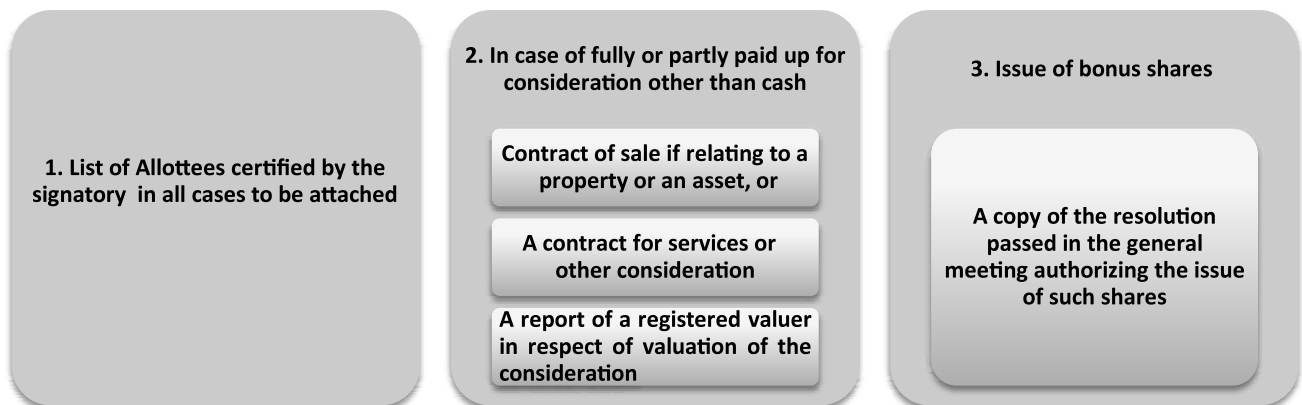 1. List of Allottees certified by the
signatory in all cases to be attached
2. In case of fully or partly paid up for
consideration other than cash
Contract of sale if relating to a
property or an asset, or
A contract for services or
other consideration
A report of a registered valuer
in respect of valuation of the
consideration
3. Issue of bonus shares
A copy of the resolution
passed in the general
meeting authorizing the issue
of such shares